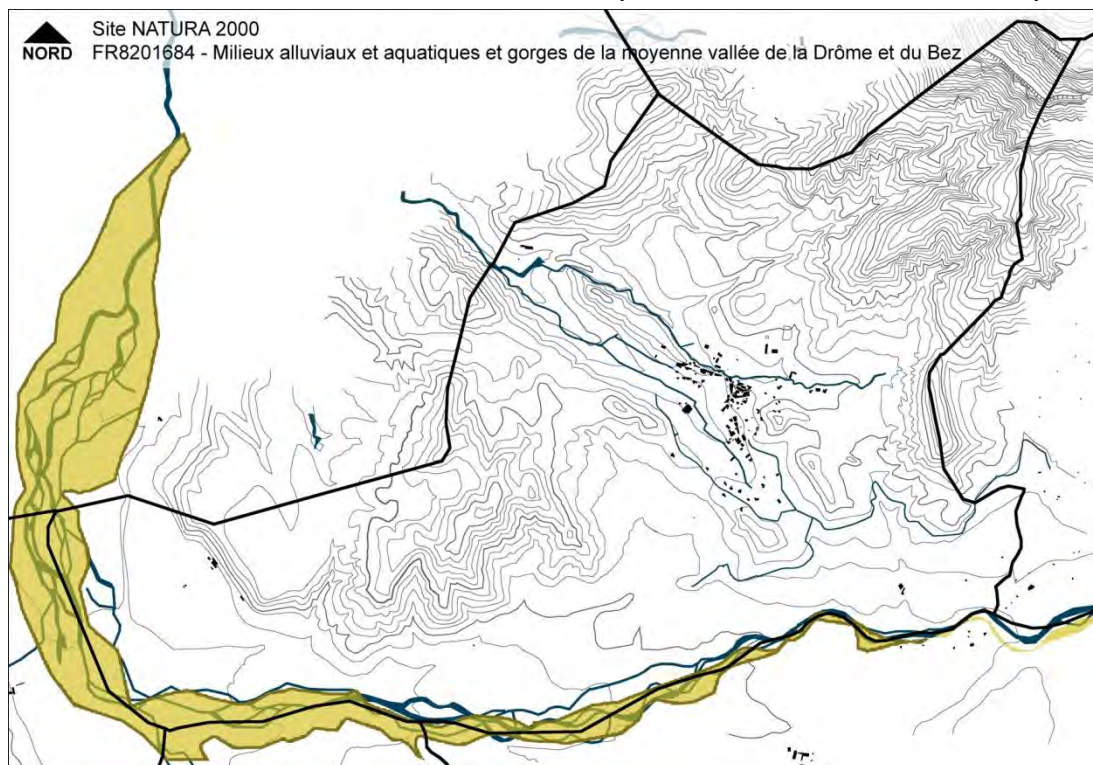 Site NATURA 2000
NORD
FR8201684 - Milieux alluviaux et aquatiques et gorges de la moyenne vallée de la Drôme et du Bez